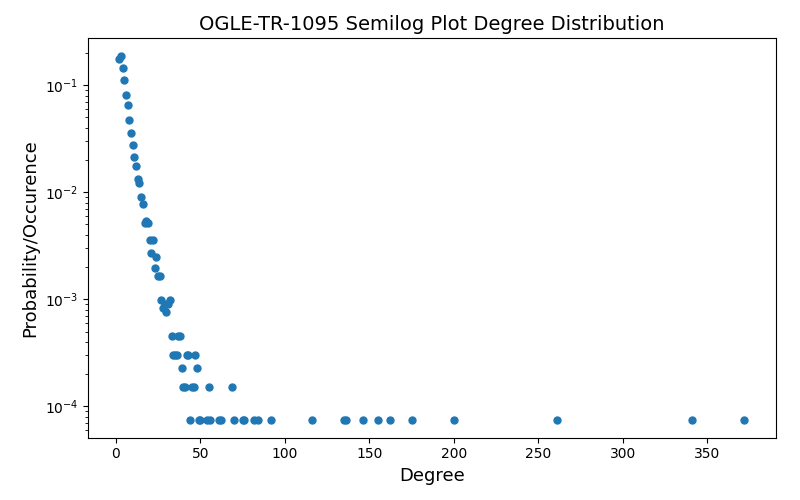 OGLE-TR-1095 Semilog Plot Degree Distribution
Probability/Occurence
10⁻¹
10⁻²
10⁻³
10⁻⁴
0 50 100 150 200 250 300 350
Degree